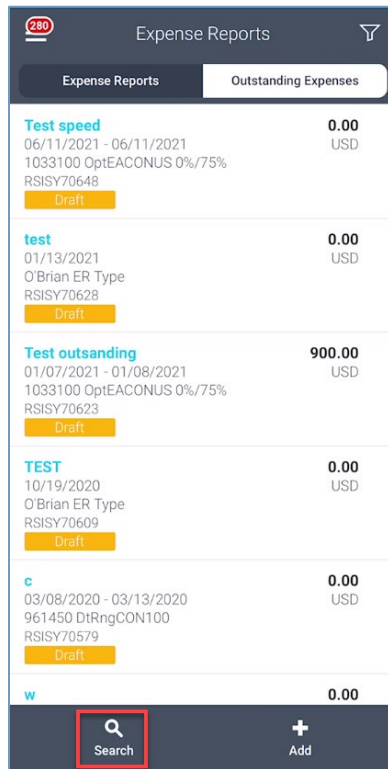 280
Expense Reports
Expense Reports
Outstanding Expenses
Test speed 0.00
06/11/2021 - 06/11/2021 USD
1033100 OptEACONUS 0%/75%
RSISY70648
Draft
test 0.00
01/13/2021 USD
O'Brian ER Type
RSISY70628
Draft
Test outsanding 900.00
01/07/2021 - 01/08/2021 USD
1033100 OptEACONUS 0%/75%
RSISY70623
Draft
TEST 0.00
10/19/2020 USD
O'Brian ER Type
RSISY70609
Draft
c 0.00
03/08/2020 - 03/13/2020 USD
961450 DtRngCON100
RSISY70579
Draft
w 0.00
Search
Add